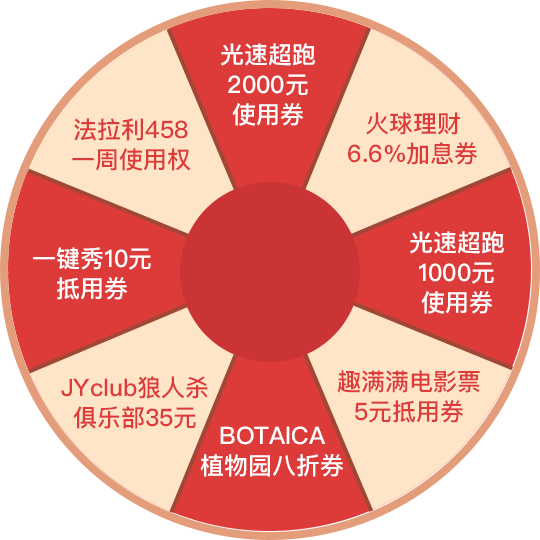 光速超跑
2000元
使用券
火球理财
6.6%加息券
光速超跑
1000元
使用券
趣满满电影票
5元抵用券
BOTAICA
植物园八折券
JYclub狼人杀
俱乐部35元
一键秀10元
抵用券
法拉利458
一周使用权